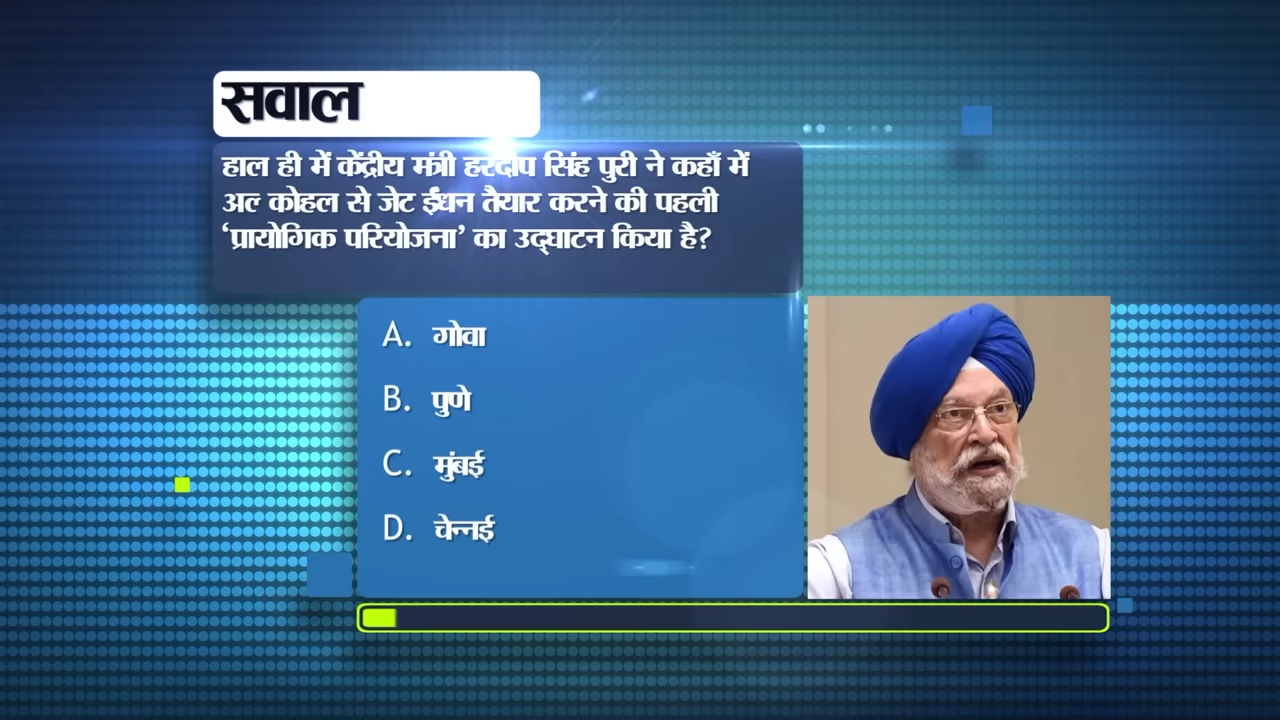 सवाल
हाल ही में केंद्रीय मंत्री हरदीप सिंह पुरी ने कहाँ में
अल्कोहल से जेट ईंधन तैयार करने की पहली
‘प्रायोगिक परियोजना’ का उद्घाटन किया है?
A. गोवा
B. पुणे
C. मुंबई
D. चेन्नई